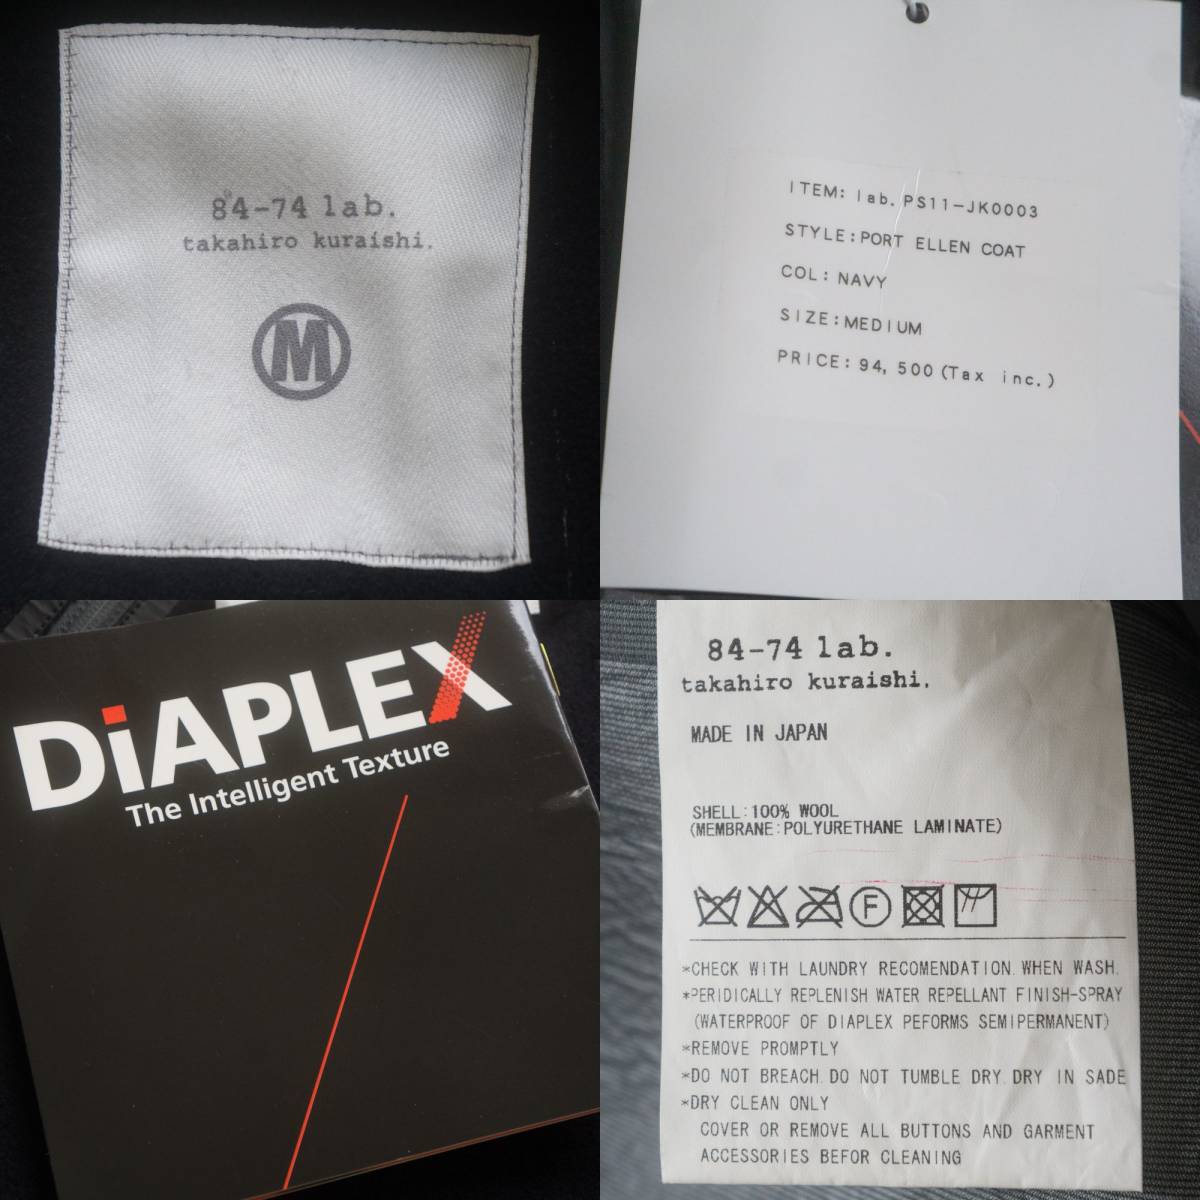 84-74 lab.
takahiro kuraishi.
M
ITEM: lab.PS11-JK0003
STYLE:PORT ELLEN COAT
COL: NAVY
SIZE:MEDIUM
PRICE: 94,500(Tax inc.)
DiAPLEX
The Intelligent Texture
84-74 lab.
takahiro kuraishi.
MADE IN JAPAN
SHELL:100% WOOL
(MEMBRANE:POLYURETHANE LAMINATE)
F
*CHECK WITH LAUNDRY RECOMENDATION.WHEN WASH.
*PERIDICALLY REPLENISH WATER REPELLANT FINISH-SPRAY
(WATERPROOF OF DIAPLEX PEFORMS SEMIPERMANENT)
*REMOVE PROMPTLY
*DO NOT BREACH.DO NOT TUMBLE DRY.DRY IN SADE
*DRY CLEAN ONLY
COVER OR REMOVE ALL BUTTONS AND GARMENT
ACCESSORIES BEFOR CLEANING